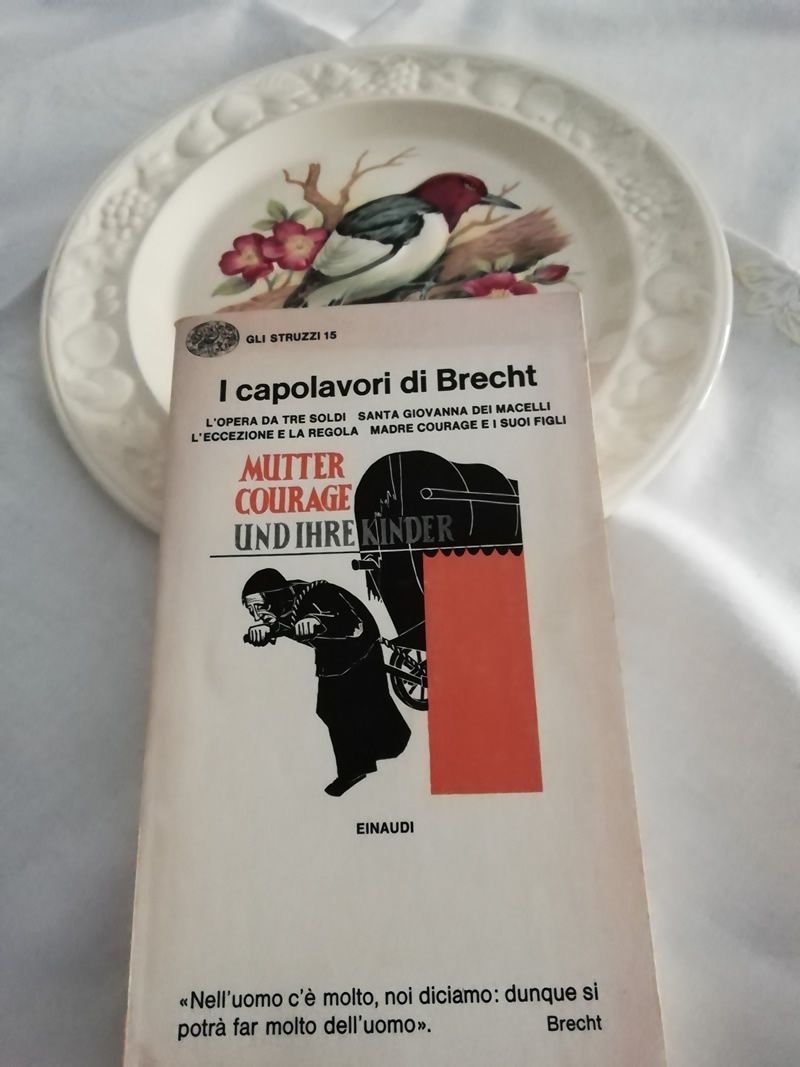 GLI STRUZZI 15
I capolavori di Brecht
L'OPERA DA TRE SOLDI SANTA GIOVANNA DEI MACELLI
L'ECCEZIONE E LA REGOLA MADRE COURAGE E I SUOI FIGLI
MUTTER
COURAGE
UND IHRE KINDER
EINAUDI
«Nell'uomo c'è molto, noi diciamo: dunque si
potrà far molto dell'uomo». Brecht